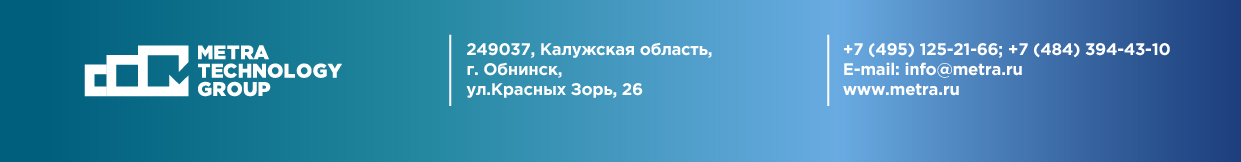 METRA
TECHNOLOGY
GROUP
249037, Калужская область,
г. Обнинск,
ул.Красных Зорь, 26
+7 (495) 125-21-66; +7 (484) 394-43-10
E-mail: info@metra.ru
www.metra.ru